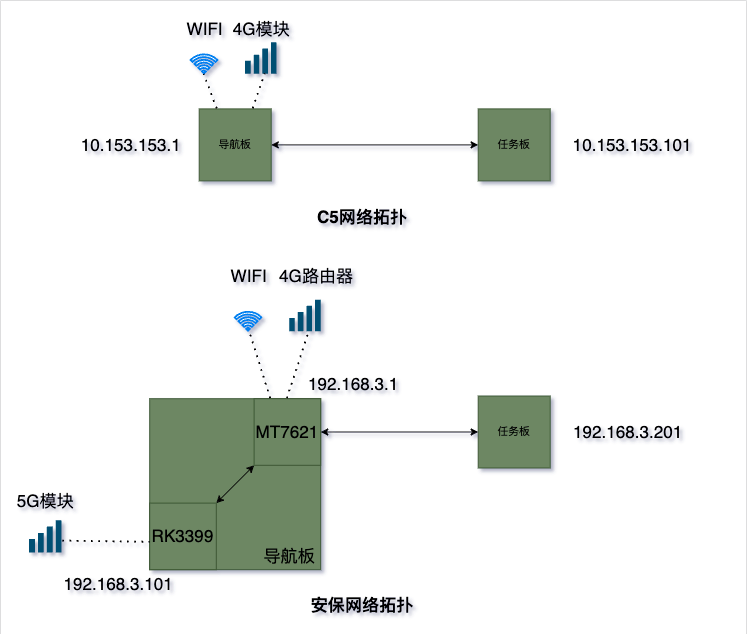 WIFI 4G模块
10.153.153.1
导航板
任务板
10.153.153.101
C5网络拓扑
WIFI 4G路由器
192.168.3.1
MT7621
任务板
192.168.3.201
5G模块
RK3399
导航板
192.168.3.101
安保网络拓扑